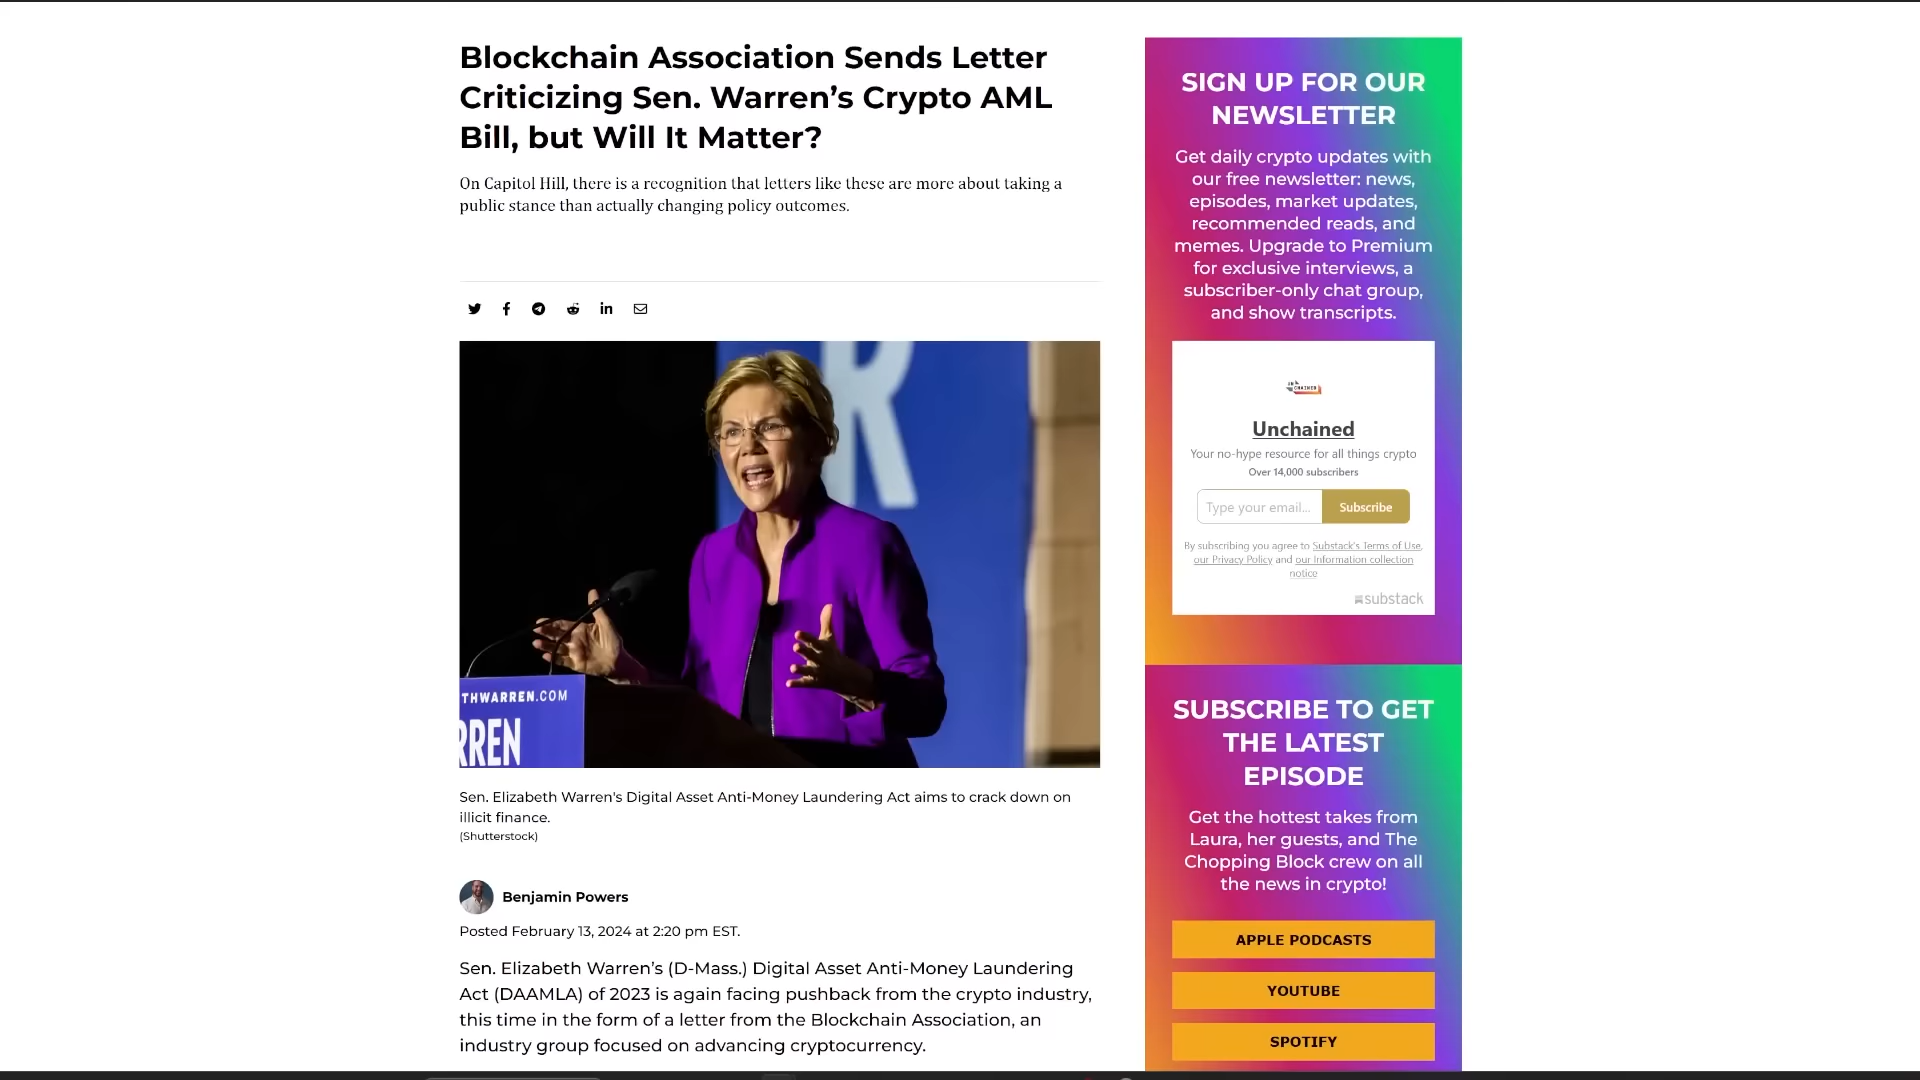 Blockchain Association Sends Letter
Criticizing Sen. Warren’s Crypto AML
Bill, but Will It Matter?
On Capitol Hill, there is a recognition that letters like these are more about taking a
public stance than actually changing policy outcomes.
R
THWARREN.COM
RREN
Sen. Elizabeth Warren's Digital Asset Anti-Money Laundering Act aims to crack down on
illicit finance.
(Shutterstock)
Benjamin Powers
Posted February 13, 2024 at 2:20 pm EST.
Sen. Elizabeth Warren’s (D-Mass.) Digital Asset Anti-Money Laundering
Act (DAAMLA) of 2023 is again facing pushback from the crypto industry,
this time in the form of a letter from the Blockchain Association, an
industry group focused on advancing cryptocurrency.
SIGN UP FOR OUR
NEWSLETTER
Get daily crypto updates with
our free newsletter: news,
episodes, market updates,
recommended reads, and
memes. Upgrade to Premium
for exclusive interviews, a
subscriber-only chat group,
and show transcripts.
UNCHAINED
Unchained
Your no-hype resource for all things crypto
Over 14,000 subscribers
Type your email... Subscribe
By subscribing you agree to Substack's Terms of Use,
our Privacy Policy and our Information collection
notice
substack
SUBSCRIBE TO GET
THE LATEST
EPISODE
Get the hottest takes from
Laura, her guests, and The
Chopping Block crew on all
the news in crypto!
APPLE PODCASTS
YOUTUBE
SPOTIFY